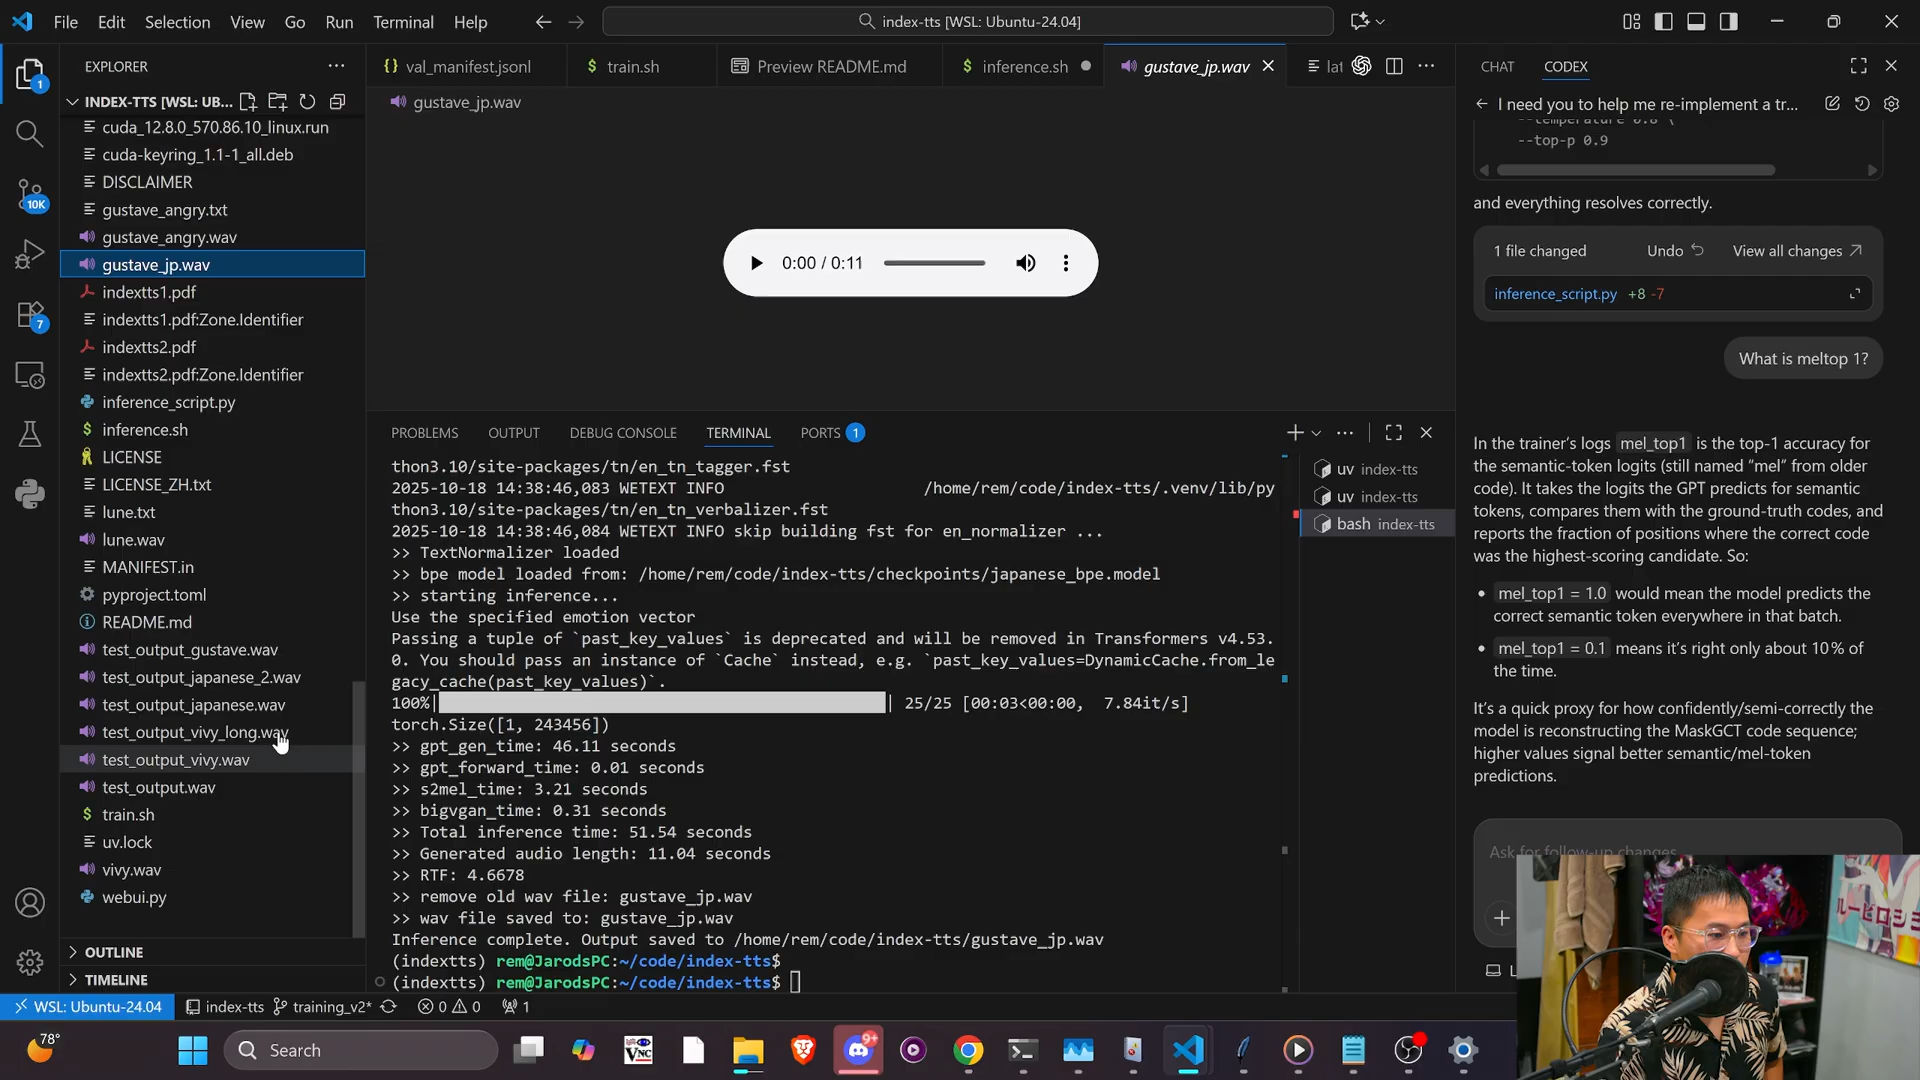 File Edit Selection View Go Run Terminal Help
index-tts [WSL: Ubuntu-24.04]
EXPLORER
INDEX-TTS [WSL: UB...
cuda_12.8.0_570.86.10_linux.run
cuda-keyring_1.1-1_all.deb
DISCLAIMER
gustave_angry.txt
gustave_angry.wav
gustave_jp.wav
indextts1.pdf
indextts1.pdf:Zone.Identifier
indextts2.pdf
indextts2.pdf:Zone.Identifier
inference_script.py
inference.sh
LICENSE
LICENSE_ZH.txt
lune.txt
lune.wav
MANIFEST.in
pyproject.toml
README.md
test_output_gustave.wav
test_output_japanese_2.wav
test_output_japanese.wav
test_output_vivy_long.wav
test_output_vivy.wav
test_output.wav
train.sh
uv.lock
vivy.wav
webui.py
OUTLINE
TIMELINE
1
10K
7
val_manifest.jsonl train.sh Preview README.md inference.sh gustave_jp.wav lat
gustave_jp.wav
0:00 / 0:11
PROBLEMS OUTPUT DEBUG CONSOLE TERMINAL PORTS 1
thon3.10/site-packages/tn/en_tn_tagger.fst
2025-10-18 14:38:46,083 WETEXT INFO /home/rem/code/index-tts/.venv/lib/py
thon3.10/site-packages/tn/en_tn_verbalizer.fst
2025-10-18 14:38:46,084 WETEXT INFO skip building fst for en_normalizer ...
>> TextNormalizer loaded
>> bpe model loaded from: /home/rem/code/index-tts/checkpoints/japanese_bpe.model
>> starting inference...
Use the specified emotion vector
Passing a tuple of `past_key_values` is deprecated and will be removed in Transformers v4.53.
0. You should pass an instance of `Cache` instead, e.g. `past_key_values=DynamicCache.from_le
gacy_cache(past_key_values)`.
100%| | 25/25 [00:03<00:00, 7.84it/s]
torch.Size([1, 243456])
>> gpt_gen_time: 46.11 seconds
>> gpt_forward_time: 0.01 seconds
>> s2mel_time: 3.21 seconds
>> bigvgan_time: 0.31 seconds
>> Total inference time: 51.54 seconds
>> Generated audio length: 11.04 seconds
>> RTF: 4.6678
>> remove old wav file: gustave_jp.wav
>> wav file saved to: gustave_jp.wav
Inference complete. Output saved to /home/rem/code/index-tts/gustave_jp.wav
(indextts) rem@JarodsPC:~/code/index-tts$
(indextts) rem@JarodsPC:~/code/index-tts$
uv index-tts
uv index-tts
bash index-tts
CHAT CODEX
I need you to help me re-implement a tr...
--temperature 0.8 \
--top-p 0.9
and everything resolves correctly.
1 file changed Undo View all changes
inference_script.py +8 -7
What is meltop 1?
In the trainer's logs mel_top1 is the top-1 accuracy for
the semantic-token logits (still named "mel" from older
code). It takes the logits the GPT predicts for semantic
tokens, compares them with the ground-truth codes, and
reports the fraction of positions where the correct code
was the highest-scoring candidate. So:
• mel_top1 = 1.0 would mean the model predicts the
correct semantic token everywhere in that batch.
• mel_top1 = 0.1 means it's right only about 10% of
the time.
It's a quick proxy for how confidently/semi-correctly the
model is reconstructing the MaskGCT code sequence;
higher values signal better semantic/mel-token
predictions.
Ask for follow-up changes
WSL: Ubuntu-24.04 index-tts training_v2* 0 0 1
78°
Search
VNC
9+